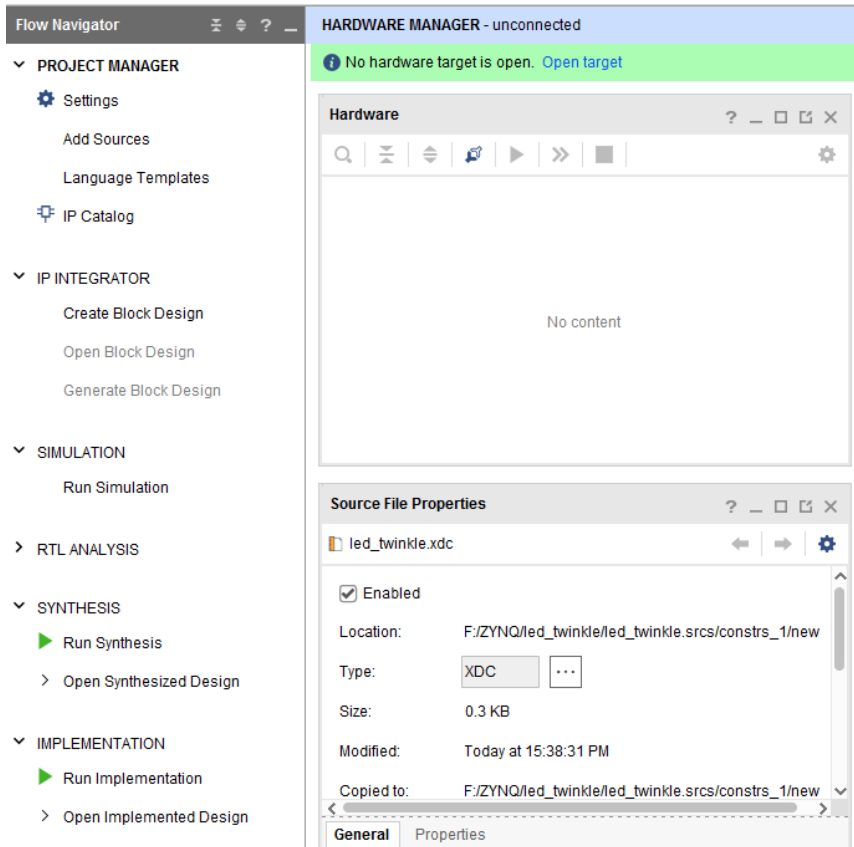 Flow Navigator
PROJECT MANAGER
Settings
Add Sources
Language Templates
IP Catalog
IP INTEGRATOR
Create Block Design
Open Block Design
Generate Block Design
SIMULATION
Run Simulation
RTL ANALYSIS
SYNTHESIS
Run Synthesis
Open Synthesized Design
IMPLEMENTATION
Run Implementation
Open Implemented Design
HARDWARE MANAGER - unconnected
No hardware target is open. Open target
Hardware
No content
Source File Properties
led_twinkle.xdc
Enabled
Location: F:/ZYNQ/led_twinkle/led_twinkle.srcs/constrs_1/new
Type: XDC ...
Size: 0.3 KB
Modified: Today at 15:38:31 PM
Copied to: F:/ZYNQ/led_twinkle/led_twinkle.srcs/constrs_1/new
General Properties